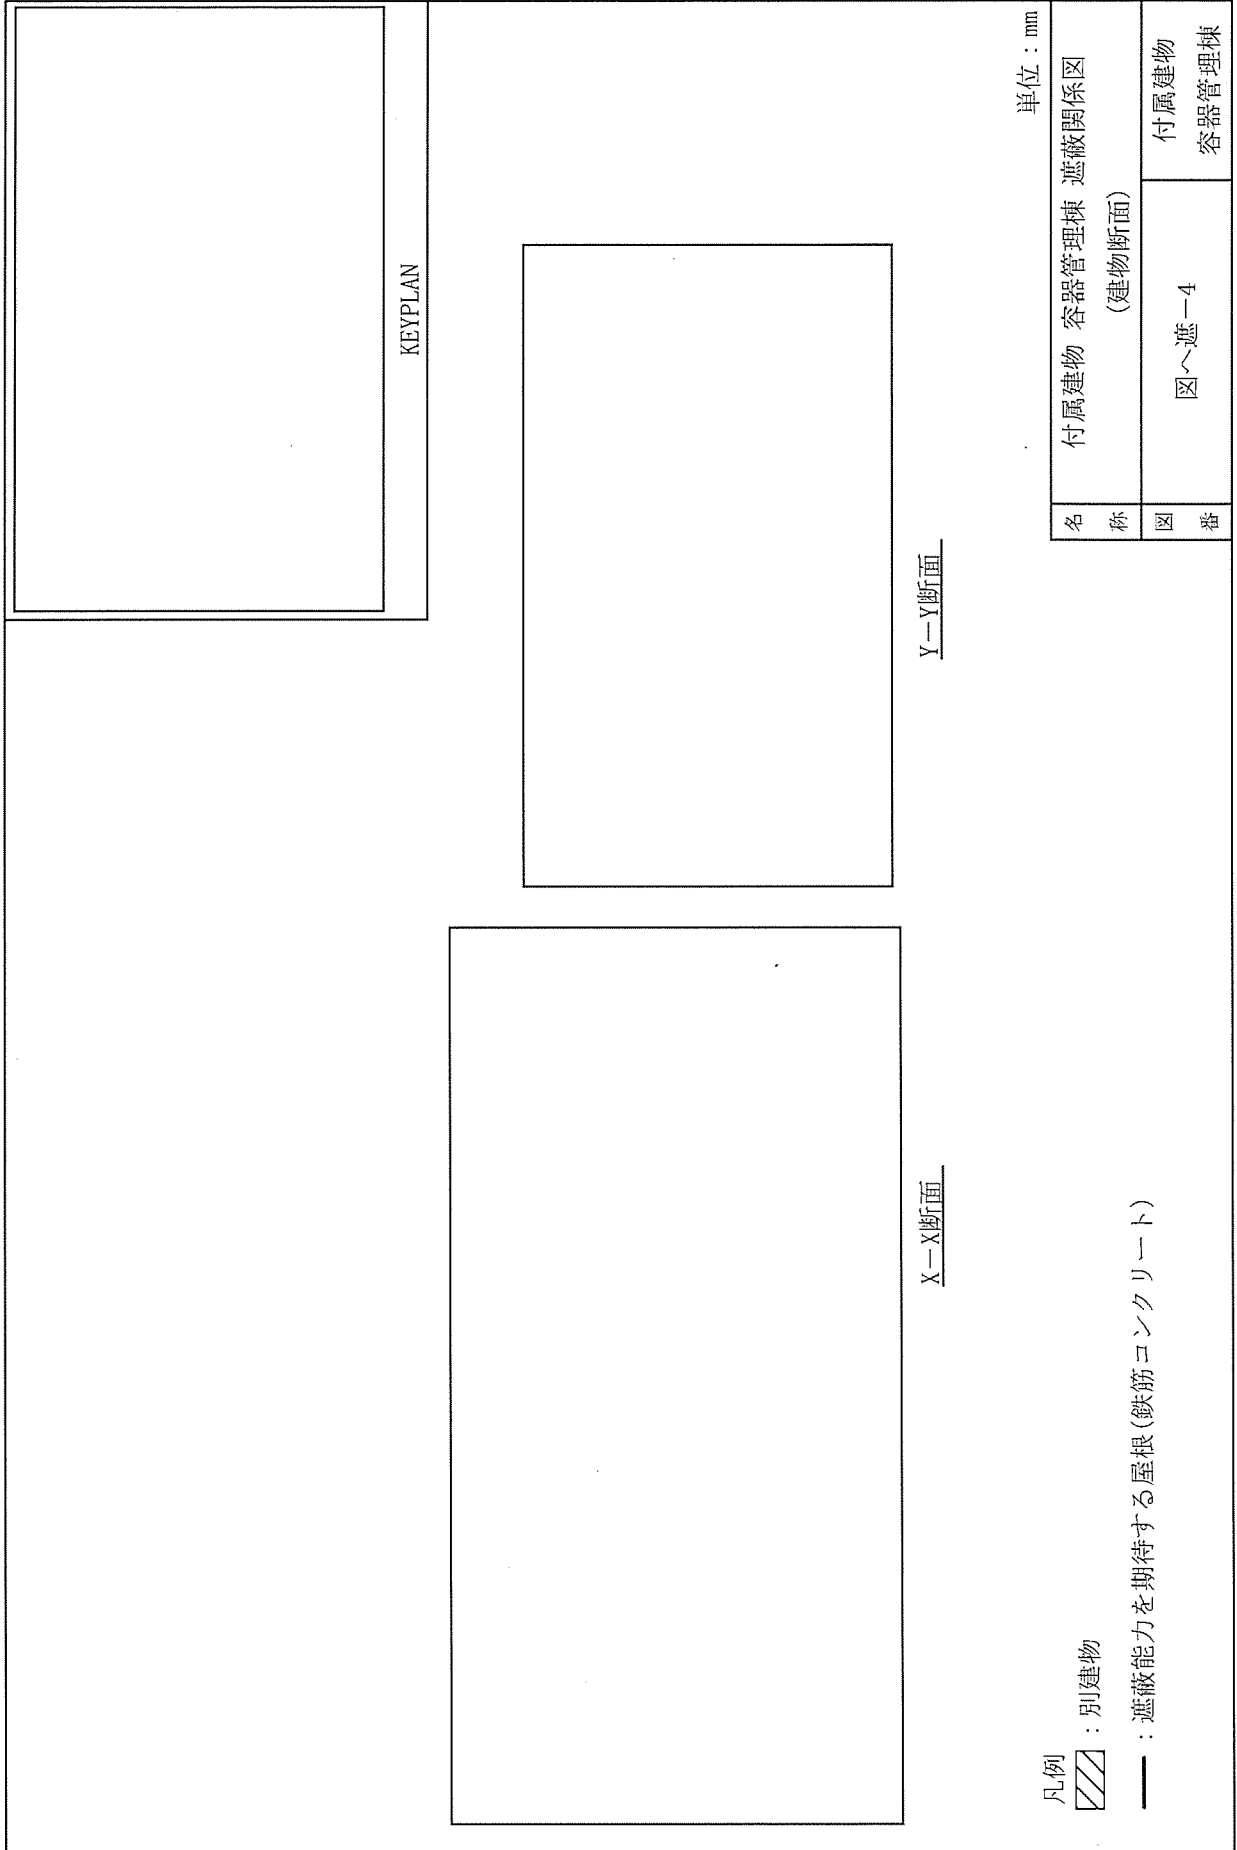 KEYPLAN
X－X断面
Y－Y断面
単位：mm
凡例
：別建物
：遮蔽能力を期待する屋根(鉄筋コンクリート)
名称
付属建物 容器管理棟 遮蔽関係図
(建物断面)
図番
図へ遮－4
付属建物
容器管理棟